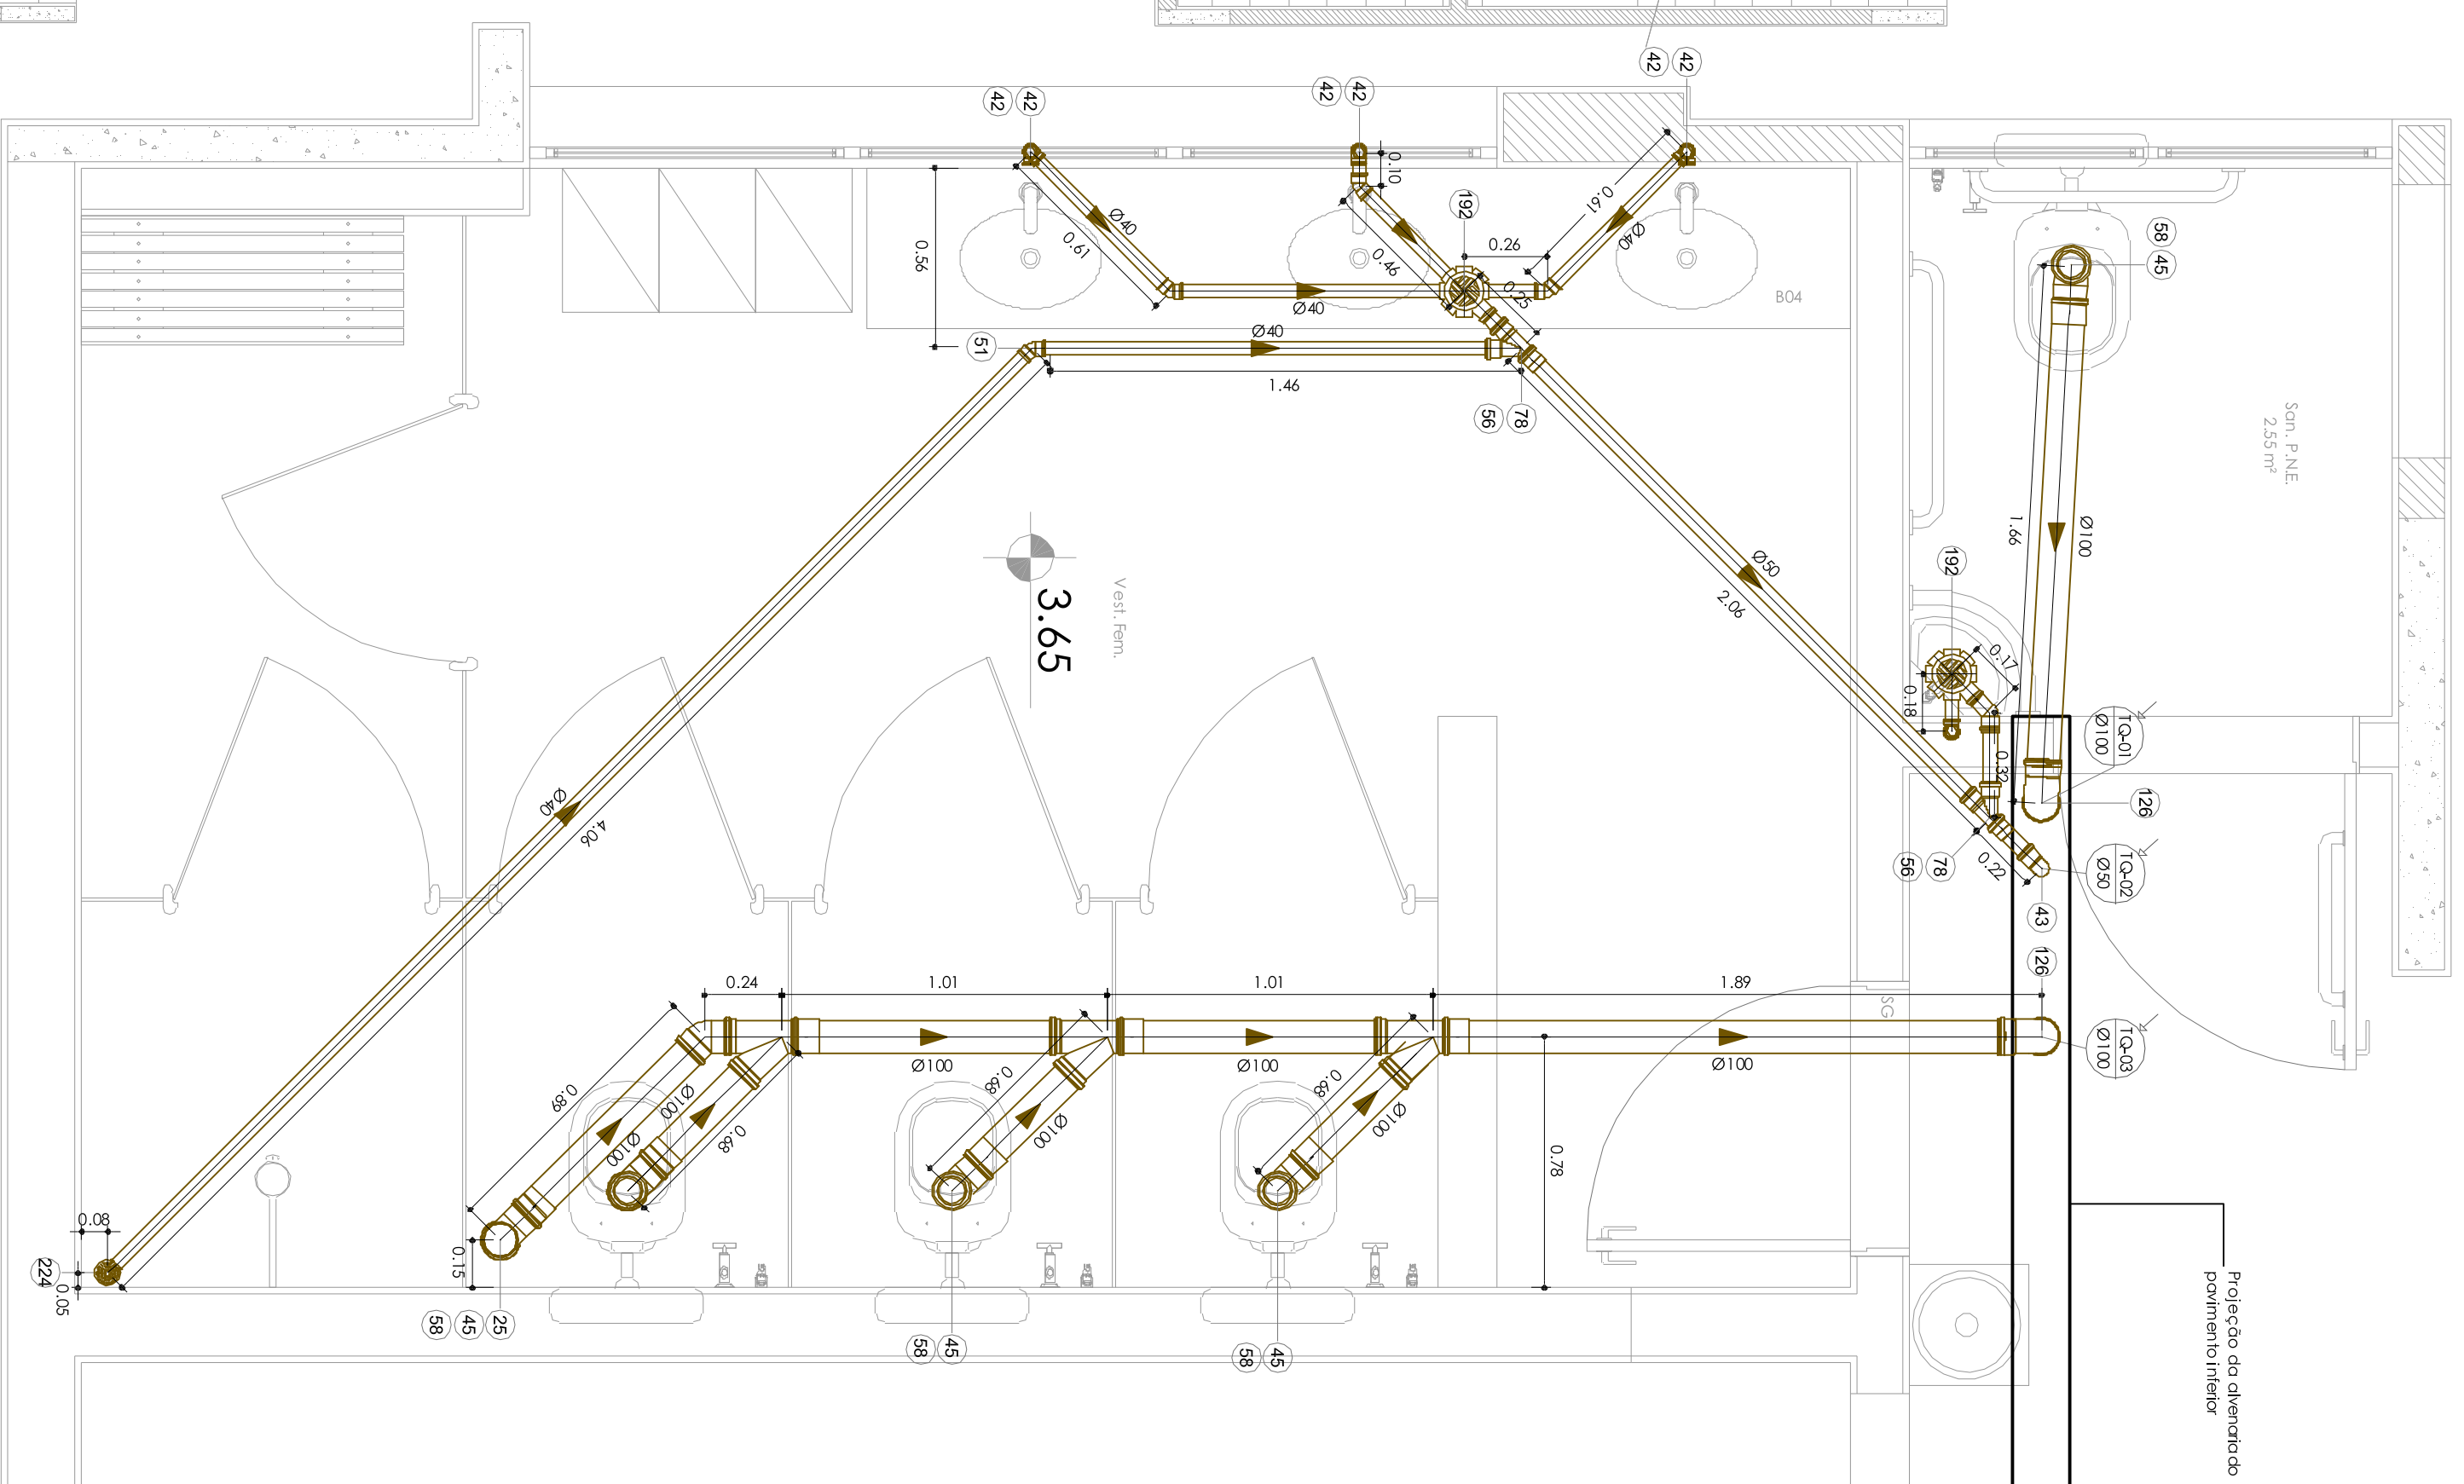 42
42
42
42
42
42
0.10
0.61
Ø40
192
0.26
0.61
Ø40
0.56
0.46
0.25
B04
58
45
Ø40
Ø40
51
1.46
56
78
San. P.N.E.
2.55 m²
Ø100
1.66
Ø50
2.06
192
Vest. Fem.
3.65
0.17
0.18
0.32
TQ-01
Ø100
126
Ø40
4.06
56
78
0.22
TQ-02
Ø50
43
126
0.24
1.01
1.01
1.89
SG
TQ-03
Ø100
Ø100
Ø100
Ø100
0.89
Ø100
Ø100
0.68
0.68
Ø100
0.68
Ø100
0.78
0.08
224
0.05
0.15
58
45
25
58
45
58
45
Projeção da alvenaria do
pavimento inferior